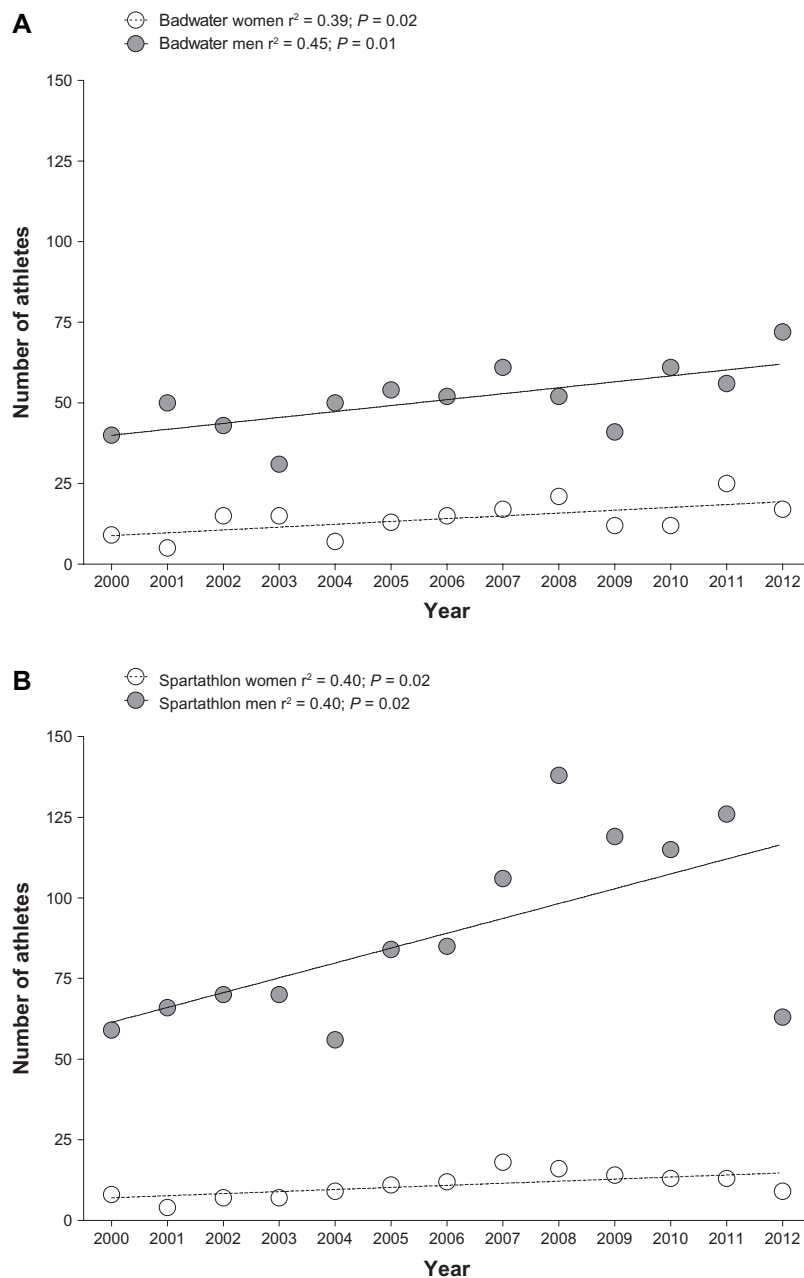 A
Badwater women r² = 0.39; P = 0.02
Badwater men r² = 0.45; P = 0.01
150
125
100
75
50
25
0
Number of athletes
2000 2001 2002 2003 2004 2005 2006 2007 2008 2009 2010 2011 2012
Year
B
Spartathlon women r² = 0.40; P = 0.02
Spartathlon men r² = 0.40; P = 0.02
150
125
100
75
50
25
0
Number of athletes
2000 2001 2002 2003 2004 2005 2006 2007 2008 2009 2010 2011 2012
Year